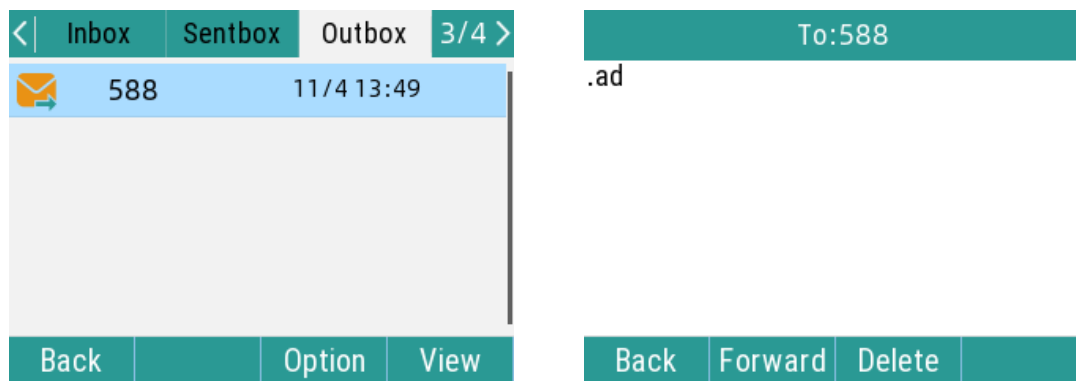 Inbox Sentbox Outbox 3/4
588 11/4 13:49
Back Option View
To:588
.ad
Back Forward Delete